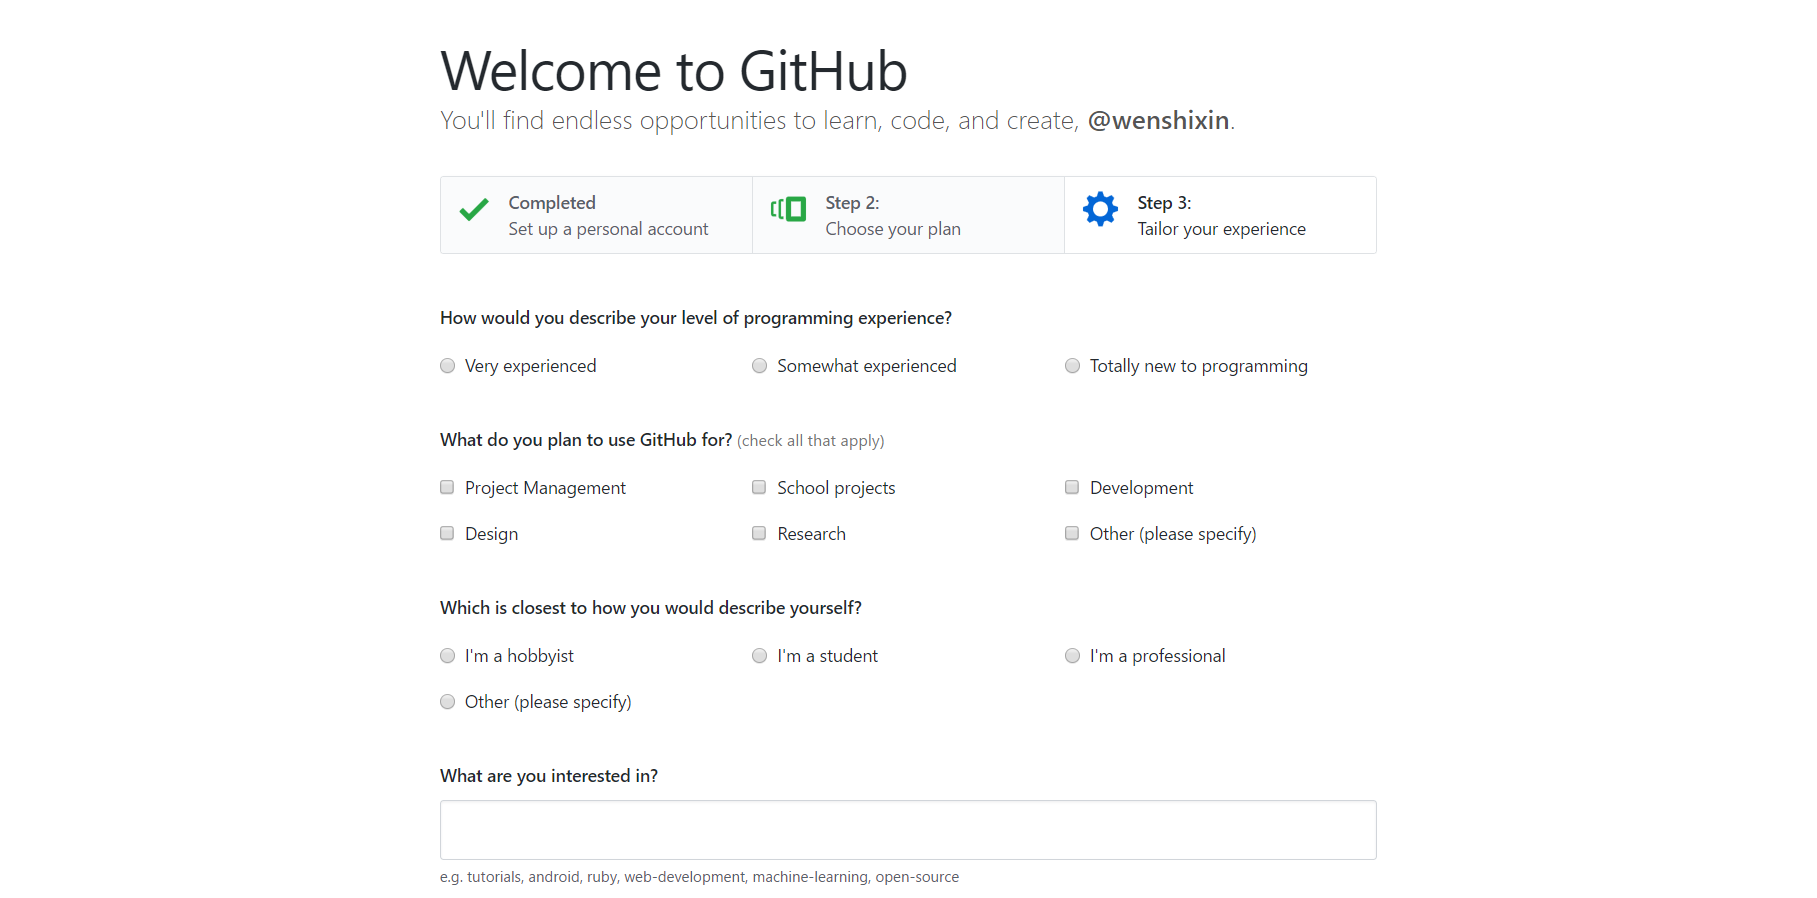 Welcome to GitHub
You'll find endless opportunities to learn, code, and create, @wenshixin.
Completed
Set up a personal account
Step 2:
Choose your plan
Step 3:
Tailor your experience
How would you describe your level of programming experience?
Very experienced
Somewhat experienced
Totally new to programming
What do you plan to use GitHub for? (check all that apply)
Project Management
School projects
Development
Design
Research
Other (please specify)
Which is closest to how you would describe yourself?
I'm a hobbyist
I'm a student
I'm a professional
Other (please specify)
What are you interested in?
e.g. tutorials, android, ruby, web-development, machine-learning, open-source